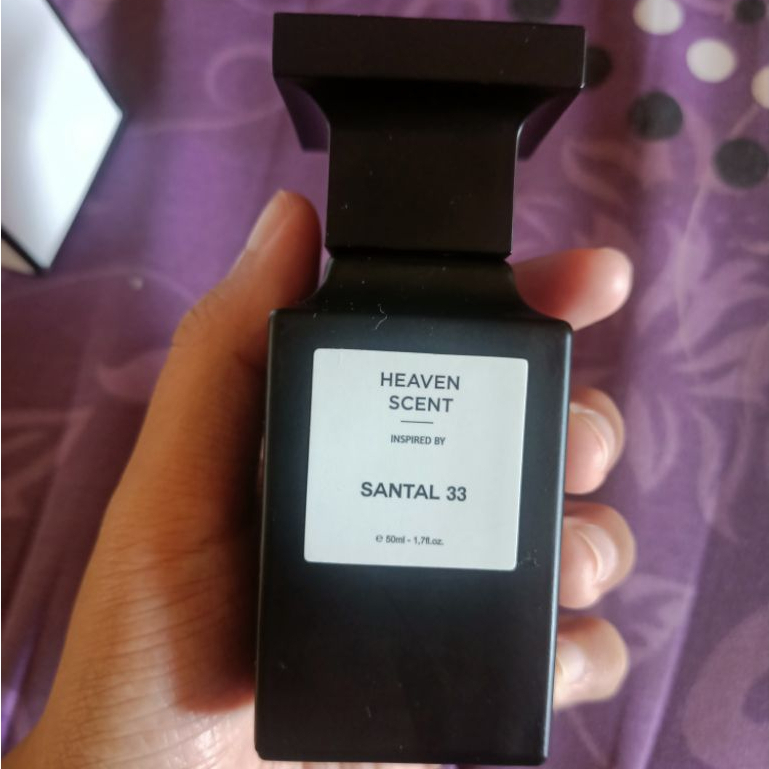 HEAVEN
SCENT
INSPIRED BY
SANTAL 33
℮ 50ml - 1,7fl.oz.